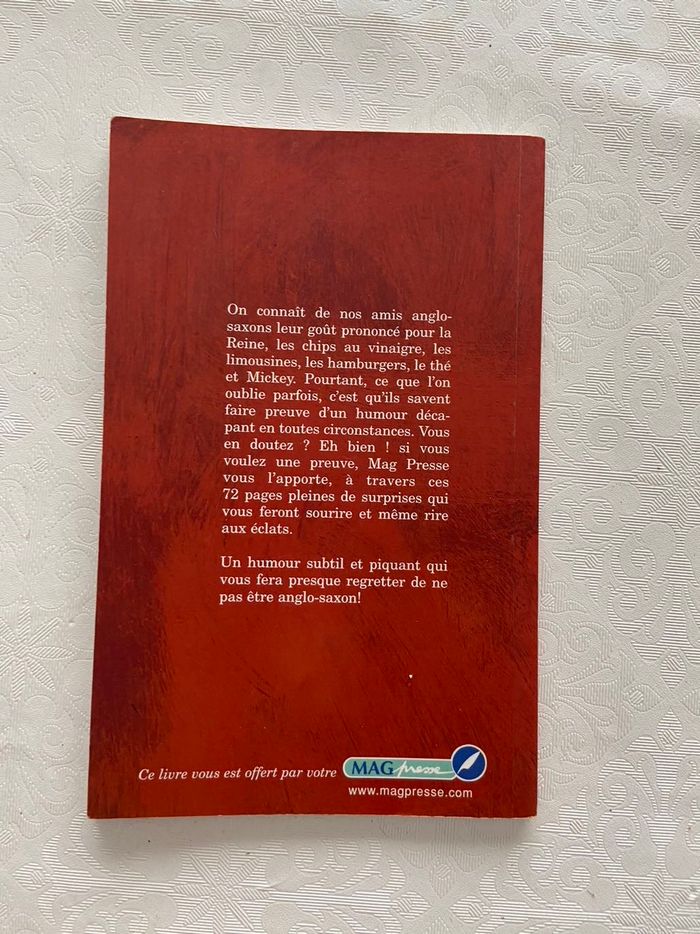 On connaît de nos amis anglo-
saxons leur goût prononcé pour la
Reine, les chips au vinaigre, les
limousines, les hamburgers, le thé
et Mickey. Pourtant, ce que l'on
oublie parfois, c'est qu'ils savent
faire preuve d'un humour déca-
pant en toutes circonstances. Vous
en doutez ? Eh bien ! si vous
voulez une preuve, Mag Presse
vous l'apporte, à travers ces
72 pages pleines de surprises qui
vous feront sourire et même rire
aux éclats.
Un humour subtil et piquant qui
vous fera presque regretter de ne
pas être anglo-saxon!
Ce livre vous est offert par votre MAG presse
www.magpresse.com